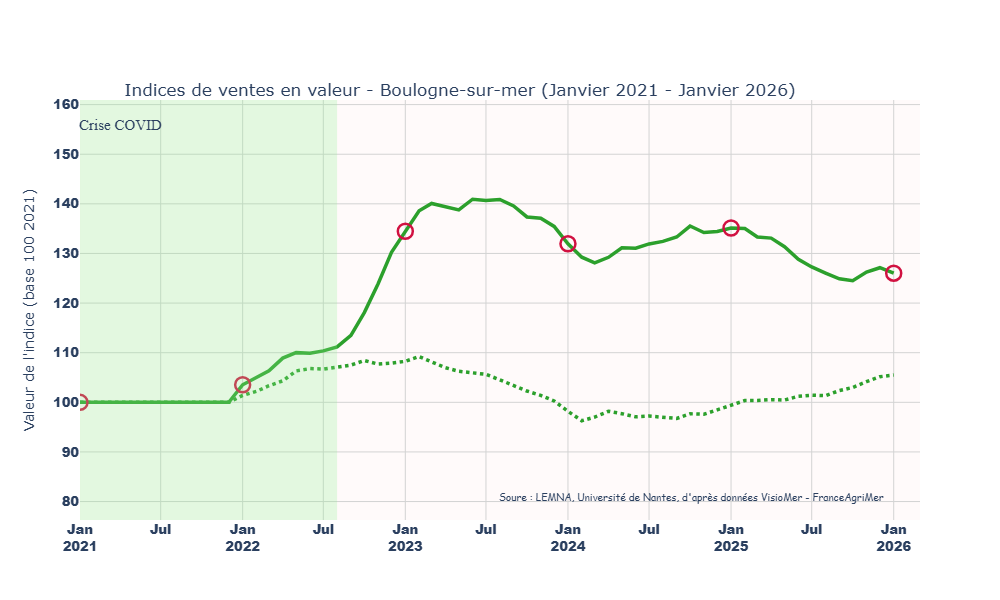 Indices de ventes en valeur - Boulogne-sur-mer (Janvier 2021 - Janvier 2026)
160
Crise COVID
150
140
130
120
110
100
90
80
Valeur de l'indice (base 100 2021)
Soure : LEMNA, Université de Nantes, d'après données VisioMer - FranceAgriMer
Jan Jul Jan Jul Jan Jul Jan Jul Jan Jul Jan
2021 2022 2023 2024 2025 2026